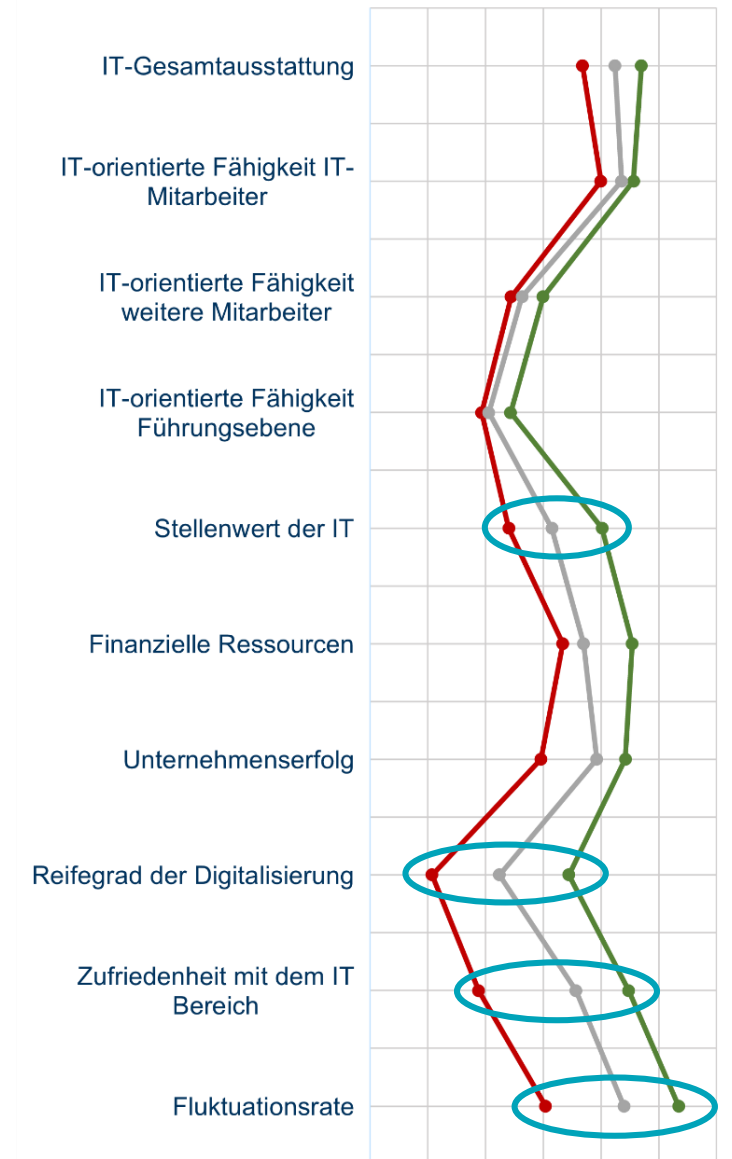 IT-Gesamtausstattung
IT-orientierte Fähigkeit IT-
Mitarbeiter
IT-orientierte Fähigkeit
weitere Mitarbeiter
IT-orientierte Fähigkeit
Führungsebene
Stellenwert der IT
Finanzielle Ressourcen
Unternehmenserfolg
Reifegrad der Digitalisierung
Zufriedenheit mit dem IT
Bereich
Fluktuationsrate